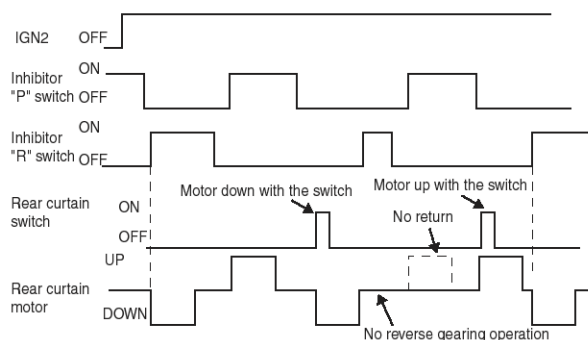 IGN2 OFF
Inhibitor ON
"P" switch OFF
Inhibitor ON
"R" switch OFF
Motor down with the switch
Motor up with the switch
Rear curtain ON
switch
No return
OFF
UP
Rear curtain
motor
DOWN
No reverse gearing operation